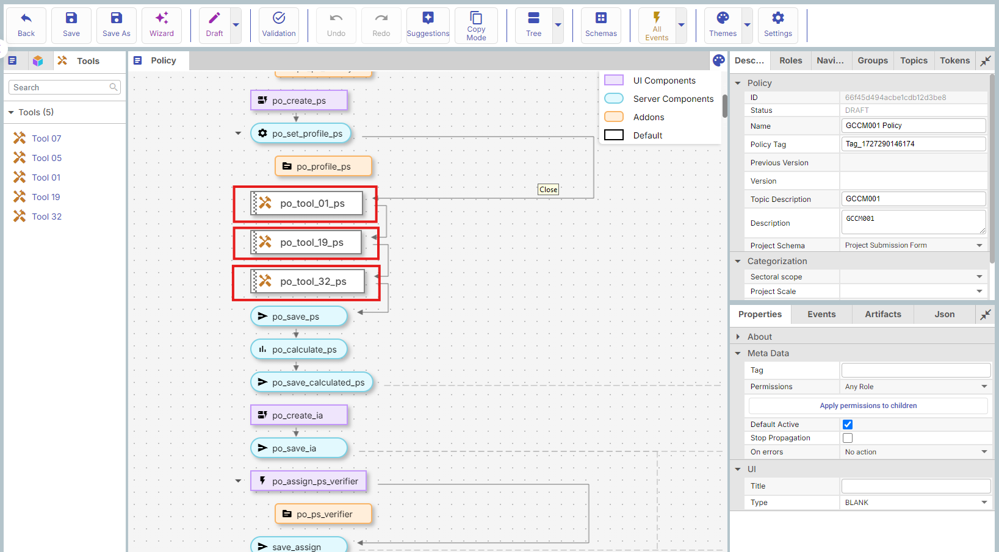 Back
Save
Save As
Wizard
Draft
Validation
Undo
Redo
Suggestions
Copy
Mode
Tree
Schemas
All
Events
Themes
Settings
Tools
Search
Tools (5)
Tool 07
Tool 05
Tool 01
Tool 19
Tool 32
Policy
po_create_ps
po_set_profile_ps
po_profile_ps
po_tool_01_ps
po_tool_19_ps
po_tool_32_ps
po_save_ps
po_calculate_ps
po_save_calculated_ps
po_create_ia
po_save_ia
po_assign_ps_verifier
po_ps_verifier
save_assign
Close
UI Components
Server Components
Addons
Default
Desc...
Roles
Navi...
Groups
Topics
Tokens
Policy
ID
66f45d494acbe1cdb12d3be8
Status
DRAFT
Name
GCCM001 Policy
Policy Tag
Tag_1727290146174
Previous Version
Version
Topic Description
GCCM001
Description
GCCM001
Project Schema
Project Submission Form
Categorization
Sectoral scope
Project Scale
Properties
Events
Artifacts
Json
About
Meta Data
Tag
Permissions
Any Role
Apply permissions to children
Default Active
Stop Propagation
On errors
No action
UI
Title
Type
BLANK